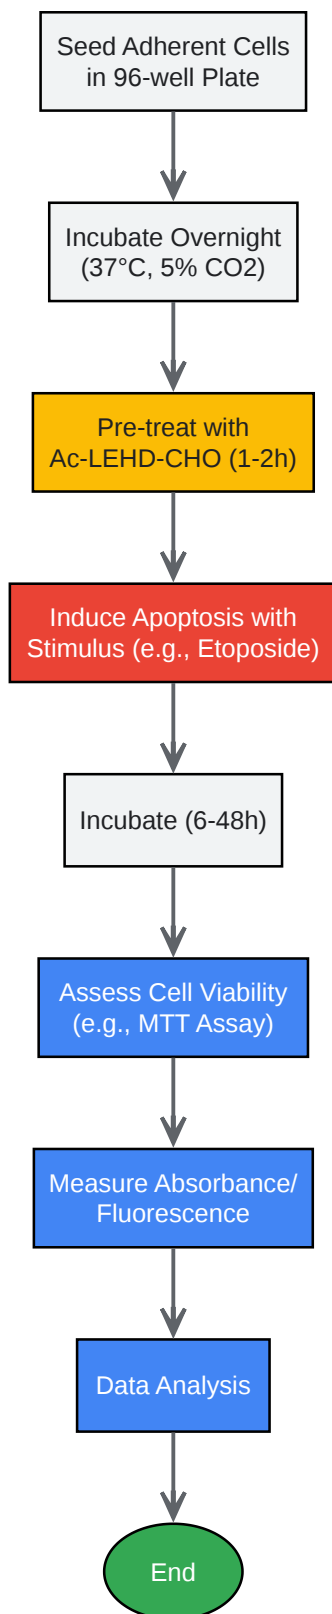 Seed Adherent Cells
in 96-well Plate
Incubate Overnight
(37°C, 5% CO2)
Pre-treat with
Ac-LEHD-CHO (1-2h)
Induce Apoptosis with
Stimulus (e.g., Etoposide)
Incubate (6-48h)
Assess Cell Viability
(e.g., MTT Assay)
Measure Absorbance/
Fluorescence
Data Analysis
End